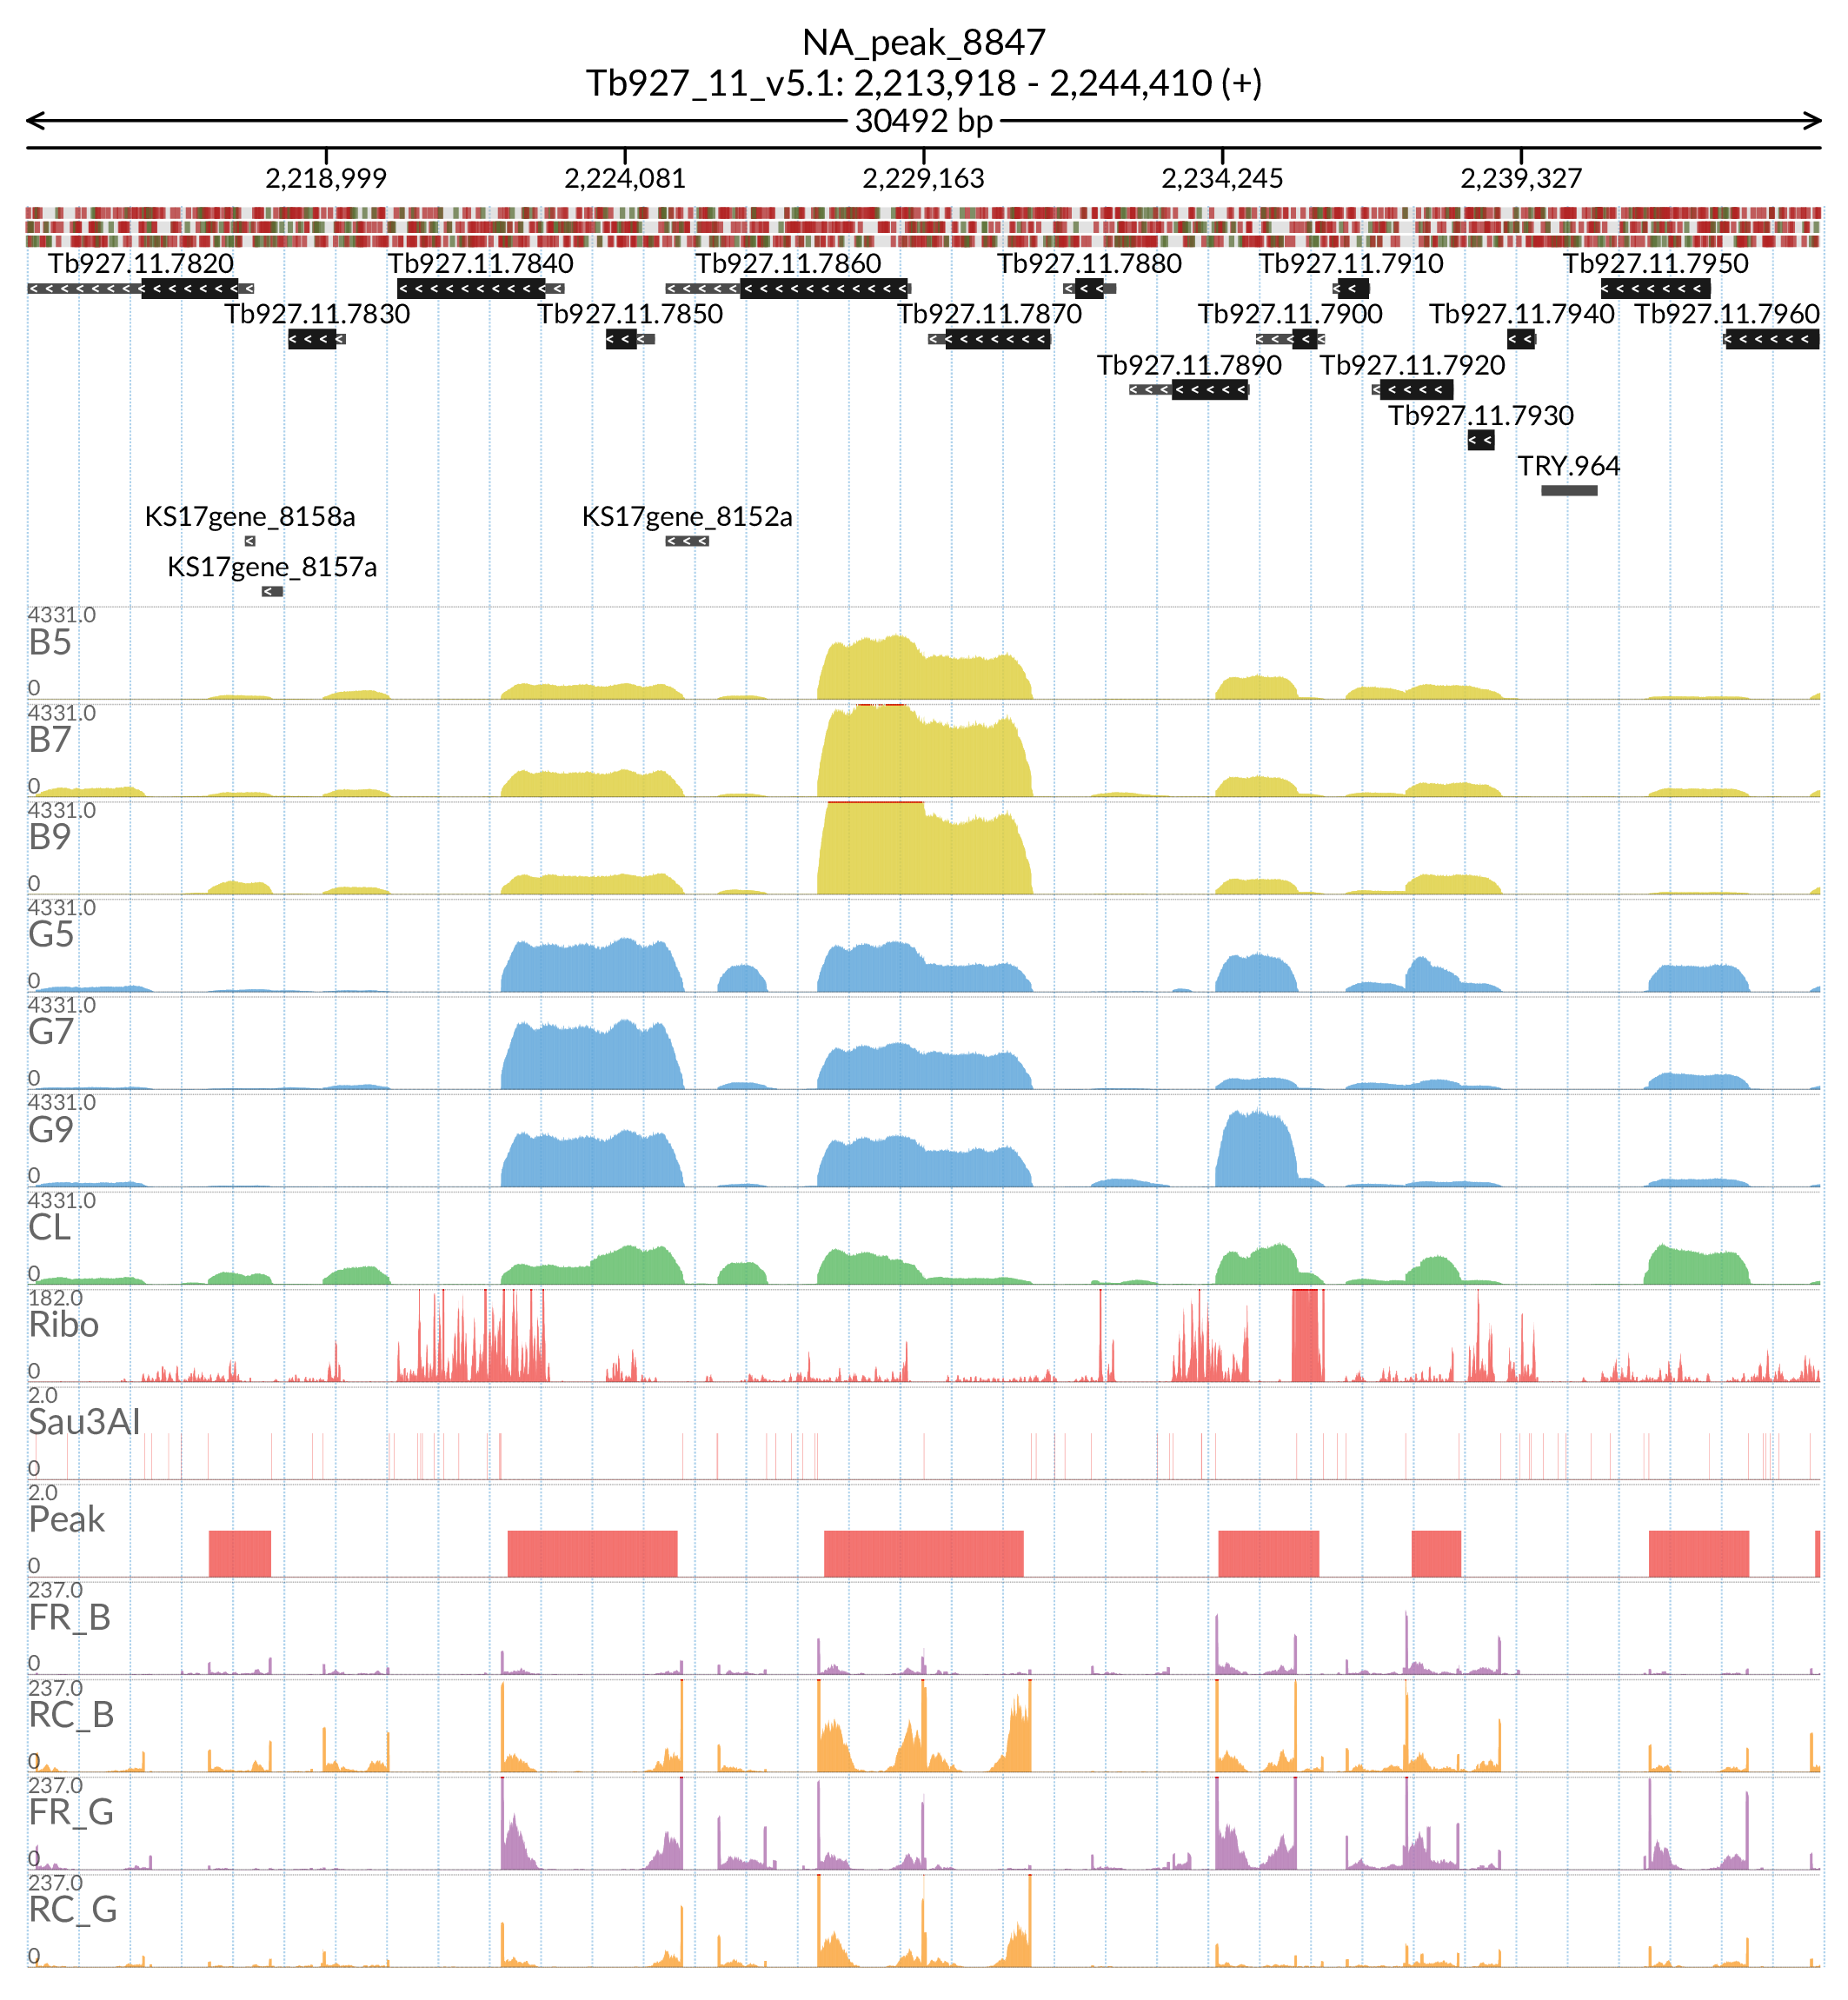 NA_peak_8847
Tb927_11_v5.1: 2,213,918 - 2,244,410 (+)
30492 bp
2,218,999 2,224,081 2,229,163 2,234,245 2,239,327
Tb927.11.7820 Tb927.11.7840 Tb927.11.7860 Tb927.11.7880 Tb927.11.7910 Tb927.11.7950
Tb927.11.7830 Tb927.11.7850 Tb927.11.7870 Tb927.11.7900 Tb927.11.7940 Tb927.11.7960
Tb927.11.7890 Tb927.11.7920
Tb927.11.7930
TRY.964
KS17gene_8158a KS17gene_8152a
KS17gene_8157a
4331.0
B5
0
4331.0
B7
0
4331.0
B9
0
4331.0
G5
0
4331.0
G7
0
4331.0
G9
0
4331.0
CL
0
182.0
Ribo
0
2.0
Sau3AI
0
2.0
Peak
0
237.0
FR_B
0
237.0
RC_B
0
237.0
FR_G
0
237.0
RC_G
0